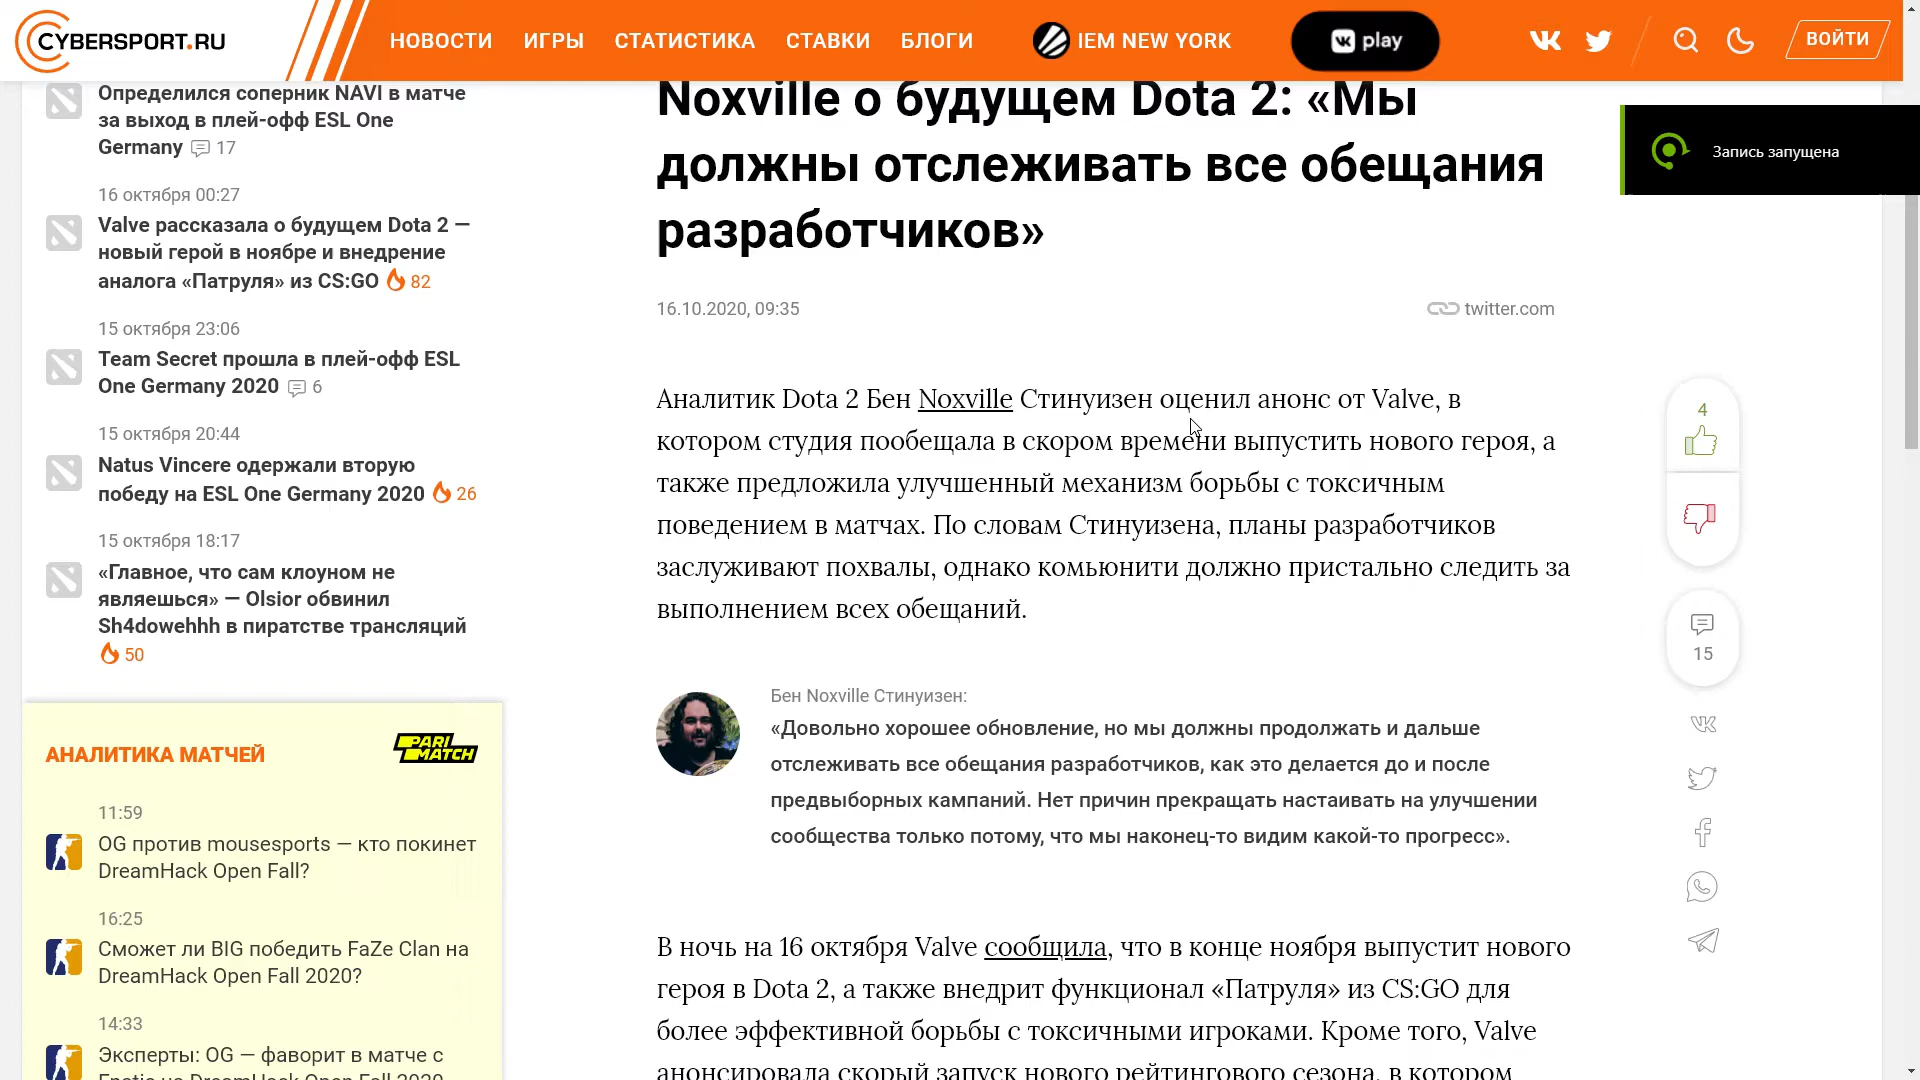 CYBERSPORT.RU
НОВОСТИ ИГРЫ СТАТИСТИКА СТАВКИ БЛОГИ IEM NEW YORK play ВОЙТИ
Запись запущена
Определился соперник NAVI в матче
за выход в плей-офф ESL One
Germany 17
16 октября 00:27
Valve рассказала о будущем Dota 2 —
новый герой в ноябре и внедрение
аналога «Патруля» из CS:GO 82
15 октября 23:06
Team Secret прошла в плей-офф ESL
One Germany 2020 6
15 октября 20:44
Natus Vincere одержали вторую
победу на ESL One Germany 2020 26
15 октября 18:17
«Главное, что сам клоуном не
являешься» — Olsior обвинил
Sh4dowehhh в пиратстве трансляций
50
АНАЛИТИКА МАТЧЕЙ
PARI MATCH
11:59
OG против mousesports — кто покинет
DreamHack Open Fall?
16:25
Сможет ли BIG победить FaZe Clan на
DreamHack Open Fall 2020?
14:33
Эксперты: OG — фаворит в матче с
Fnatic на DreamHack Open Fall 2020
Noxville о будущем Dota 2: «Мы
должны отслеживать все обещания
разработчиков»
16.10.2020, 09:35
twitter.com
Аналитик Dota 2 Бен Noxville Стинуизен оценил анонс от Valve, в
котором студия пообещала в скором времени выпустить нового героя, а
также предложила улучшенный механизм борьбы с токсичным
поведением в матчах. По словам Стинуизена, планы разработчиков
заслуживают похвалы, однако комьюнити должно пристально следить за
выполнением всех обещаний.
Бен Noxville Стинуизен:
«Довольно хорошее обновление, но мы должны продолжать и дальше
отслеживать все обещания разработчиков, как это делается до и после
предвыборных кампаний. Нет причин прекращать настаивать на улучшении
сообщества только потому, что мы наконец-то видим какой-то прогресс».
В ночь на 16 октября Valve сообщила, что в конце ноября выпустит нового
героя в Dota 2, а также внедрит функционал «Патруля» из CS:GO для
более эффективной борьбы с токсичными игроками. Кроме того, Valve
анонсировала скорый запуск нового рейтингового сезона, в котором
4
15